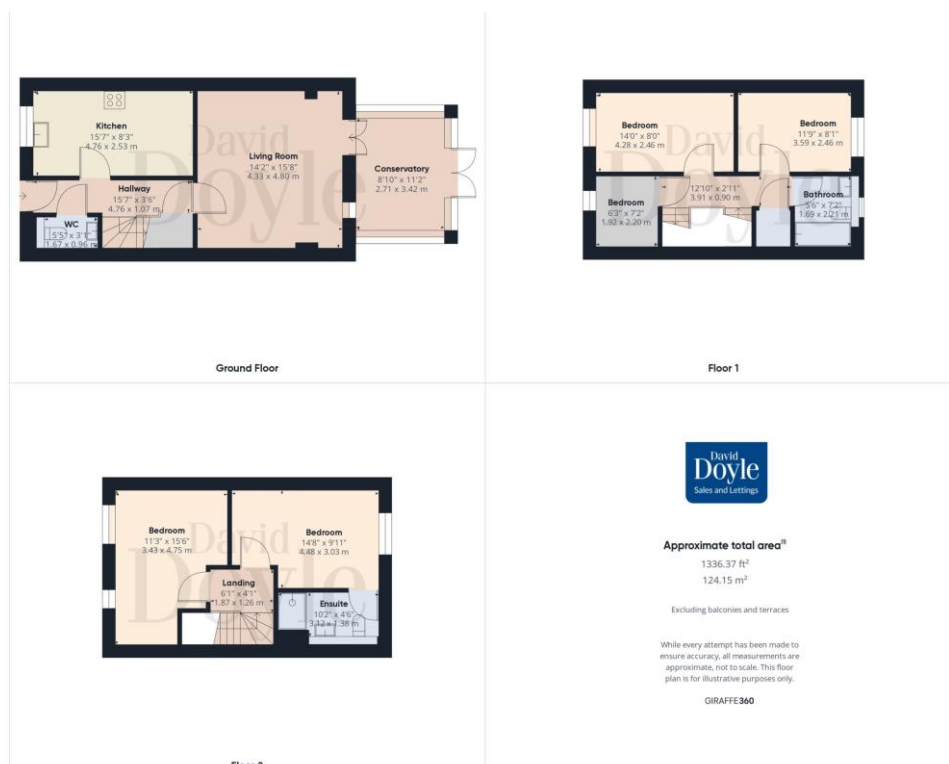 Kitchen
15'7" x 8'3"
4.76 x 2.53 m
Living Room
14'2" x 15'8"
4.33 x 4.80 m
Conservatory
8'10" x 11'2"
2.71 x 3.42 m
Hallway
15'7" x 3'6"
4.76 x 1.07 m
WC
5'5" x 3'1"
1.67 x 0.96 m
David
Doyle
Ground Floor
Bedroom
14'0" x 8'0"
4.28 x 2.46 m
Bedroom
11'9" x 8'1"
3.59 x 2.46 m
Bedroom
6'3" x 7'2"
1.92 x 2.20 m
12'10" x 2'11"
3.91 x 0.90 m
Bathroom
5'6" x 7'2"
1.69 x 2.21 m
David
Doyle
Floor 1
Bedroom
11'3" x 15'6"
3.43 x 4.75 m
Bedroom
14'8" x 9'11"
4.48 x 3.03 m
Landing
6'1" x 4'1"
1.87 x 1.26 m
Ensuite
10'2" x 4'6"
3.12 x 1.38 m
David
Doyle
David
Doyle
Sales and Lettings
Approximate total area⁽¹⁾
1336.37 ft²
124.15 m²
Excluding balconies and terraces
While every attempt has been made to
ensure accuracy, all measurements are
approximate, not to scale. This floor
plan is for illustrative purposes only.
GIRAFFE360